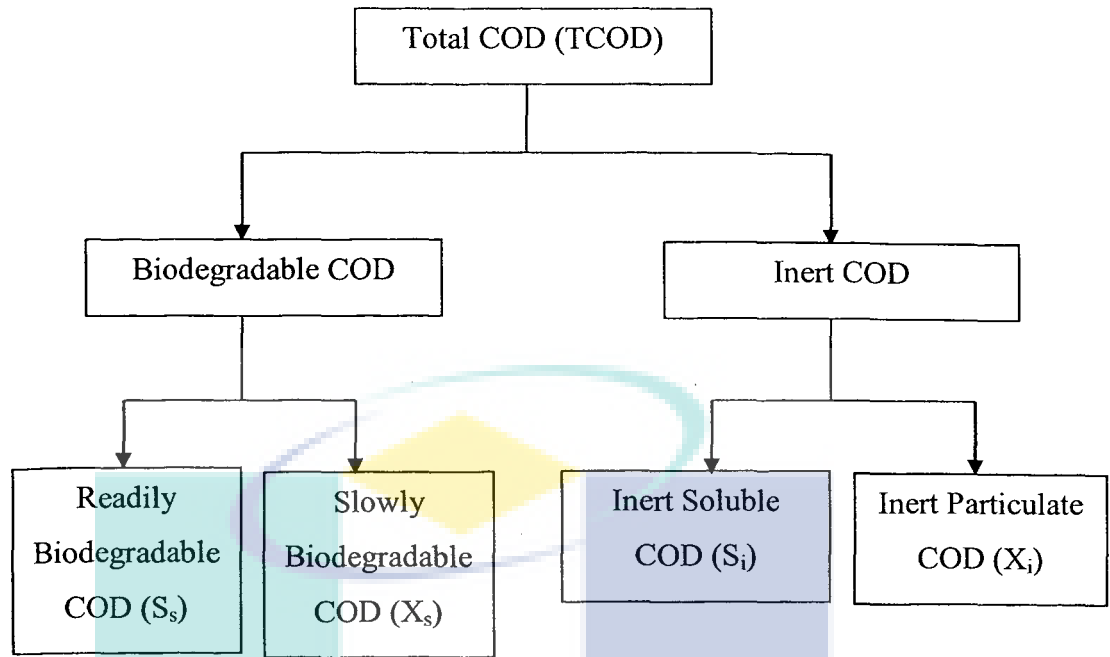 Total COD (TCOD)
Biodegradable COD
Inert COD
Readily
Biodegradable
COD (Sₛ)
Slowly
Biodegradable
COD (Xₛ)
Inert Soluble
COD (Sᵢ)
Inert Particulate
COD (Xᵢ)